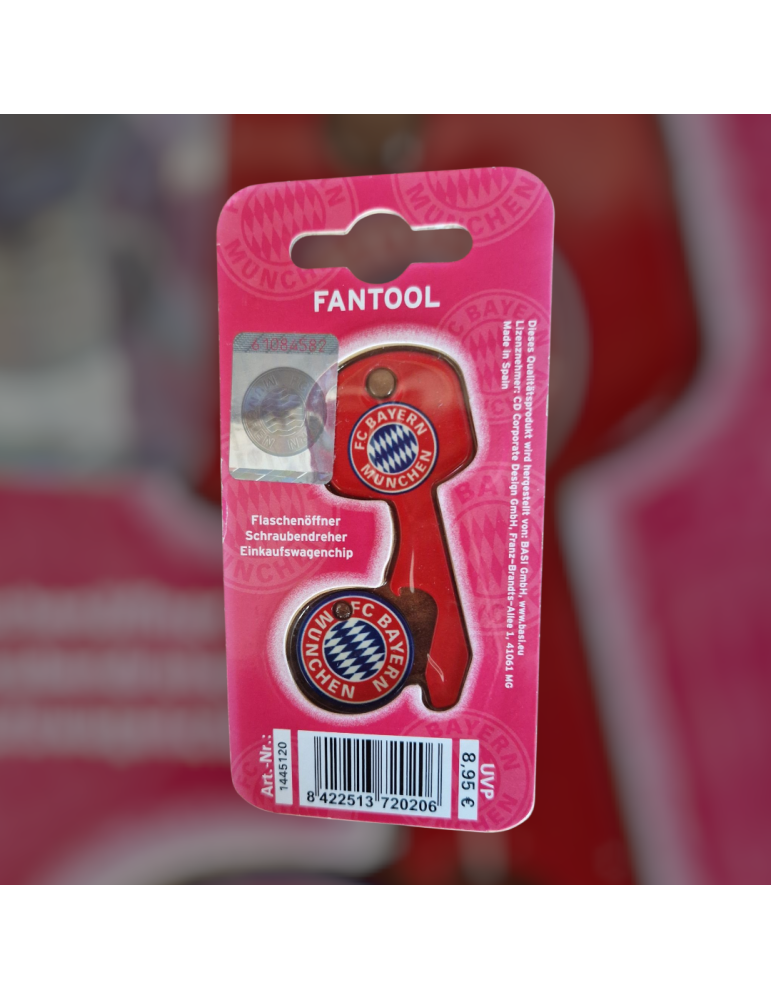 FANTOOL
41084582
FC BAYERN
MÜNCHEN
Flaschenöffner
Schraubendreher
Einkaufswagenchip
FC BAYERN
MÜNCHEN
Dieses Qualitätsprodukt wird hergestellt von: BASI GmbH, www.basi.eu
Lizenznehmer: CD Corporate Design GmbH, Franz-Brandts-Allee 1, 41061 MG
Made in Spain
Art.-Nr.:
1445120
8 422513 720206
UVP
8,95 €